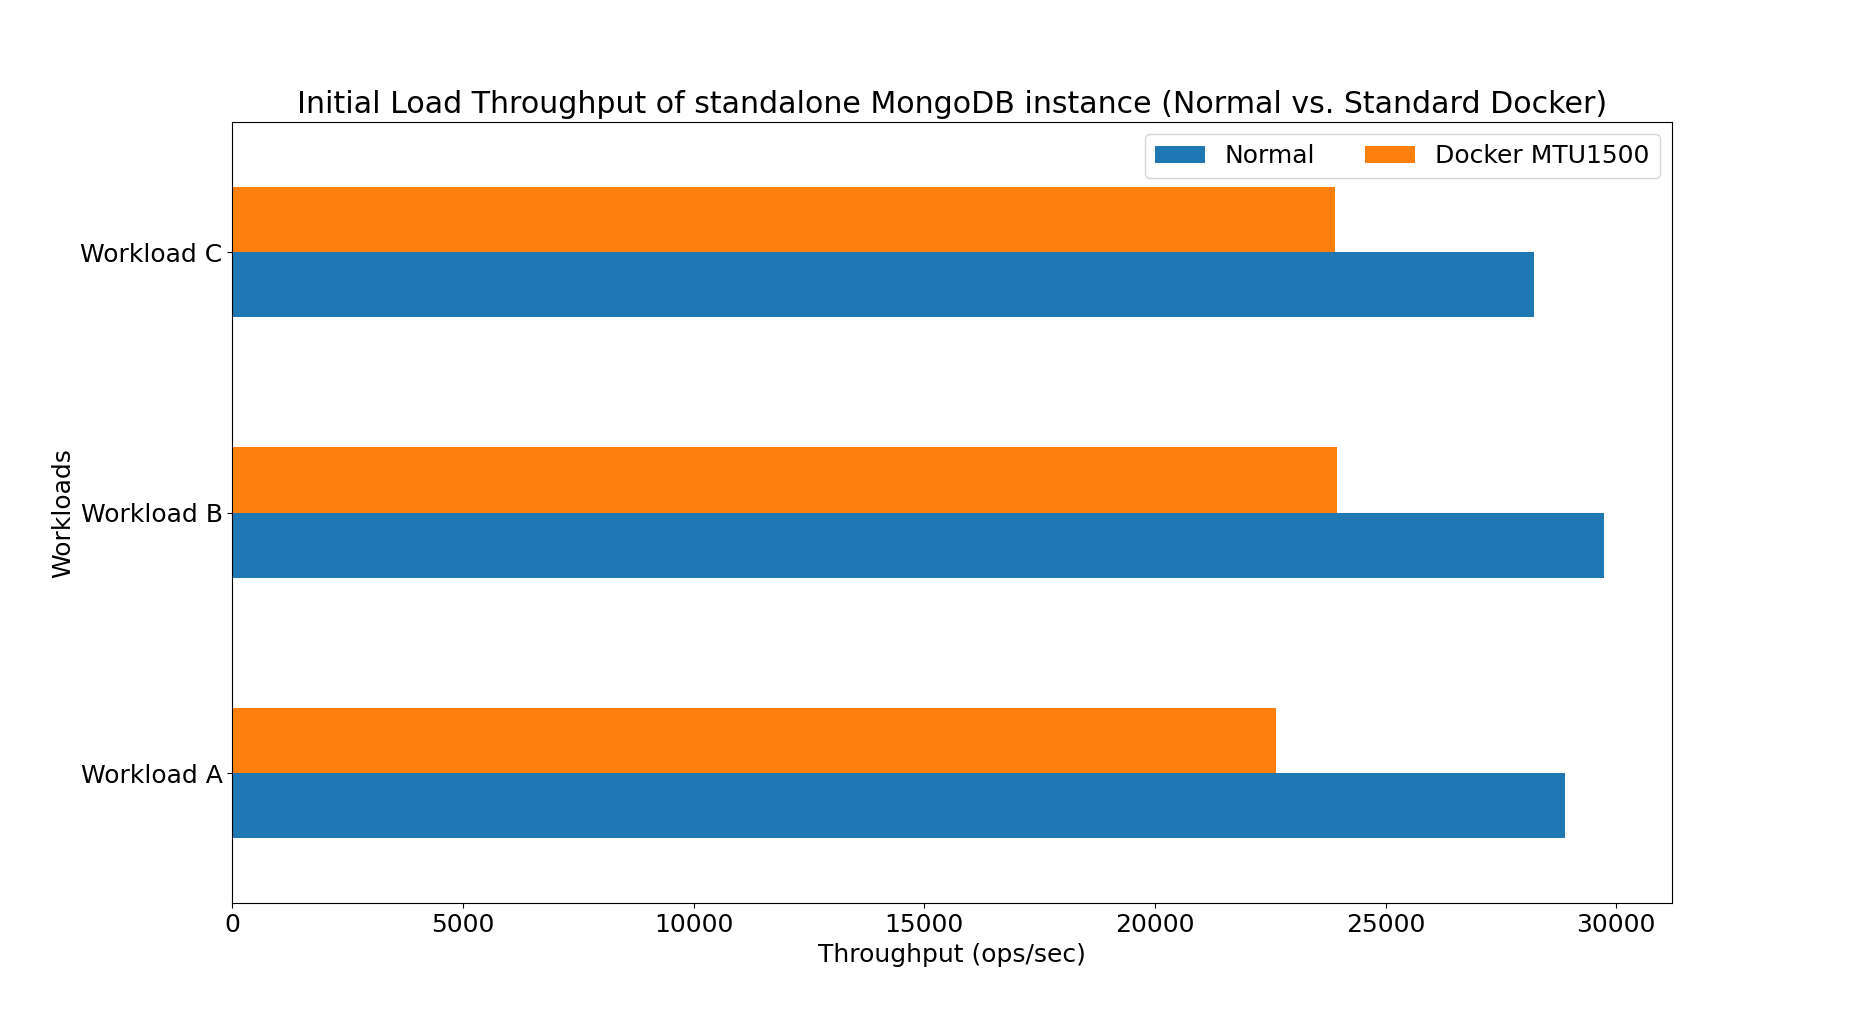 Initial Load Throughput of standalone MongoDB instance (Normal vs. Standard Docker)
Normal
Docker MTU1500
Workload C
Workload B
Workload A
Workloads
0
5000
10000
15000
20000
25000
30000
Throughput (ops/sec)